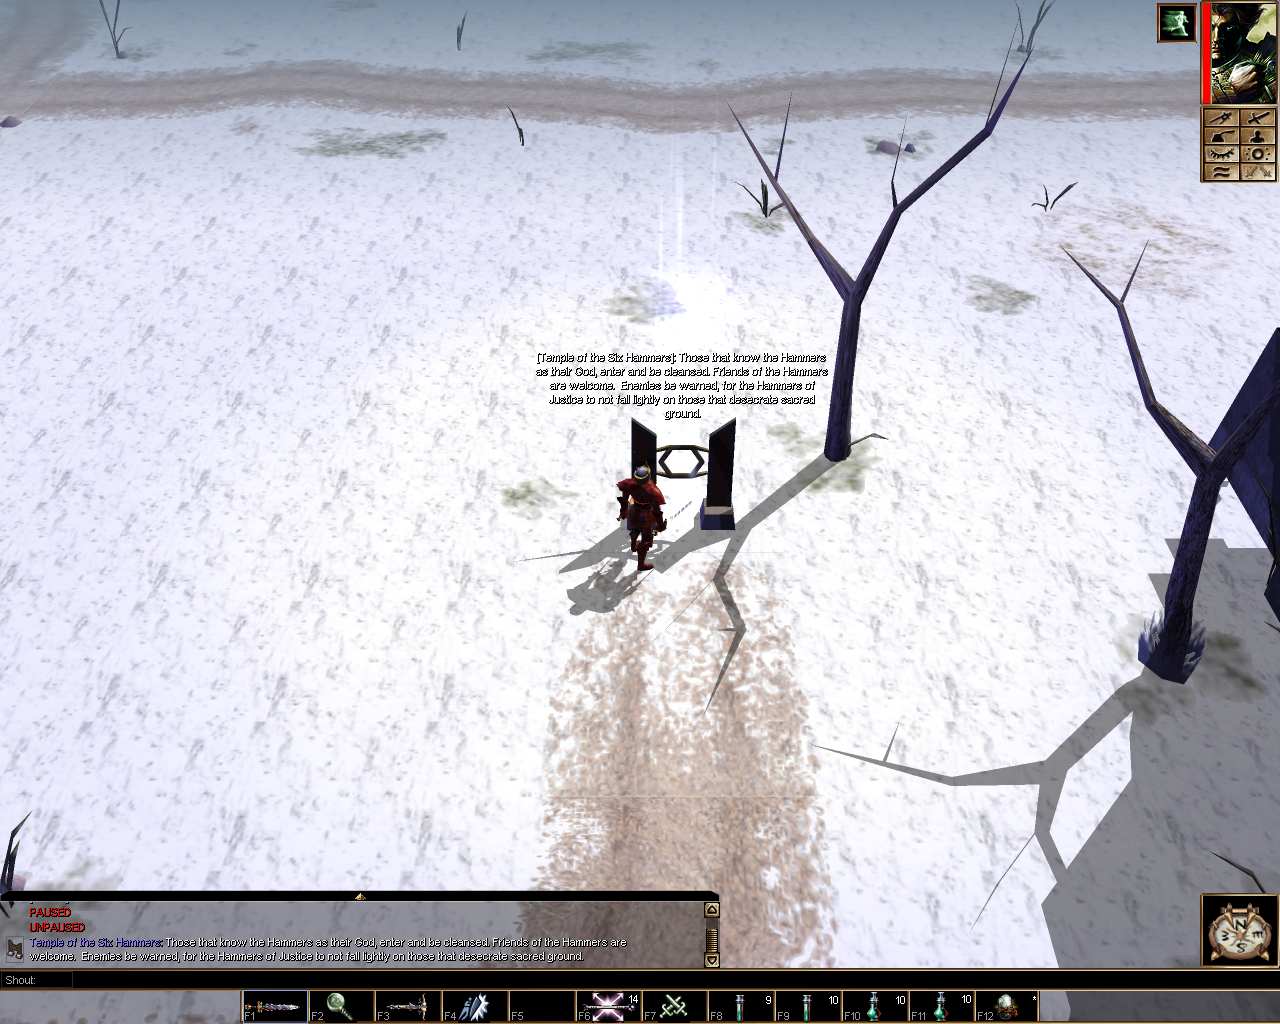 [Temple of the Six Hammers]: Those that know the Hammers
as their God, enter and be cleansed. Friends of the Hammers
are welcome. Enemies be warned, for the Hammers of
Justice to not fall lightly on those that desecrate sacred
ground.
PAUSED
UNPAUSED
Temple of the Six Hammers: Those that know the Hammers as their God, enter and be cleansed. Friends of the Hammers are
welcome. Enemies be warned, for the Hammers of Justice to not fall lightly on those that desecrate sacred ground.
N
S
Shout:
14 9 10 10 10 *
F1 F2 F3 F4 F5 F6 F7 F8 F9 F10 F11 F12